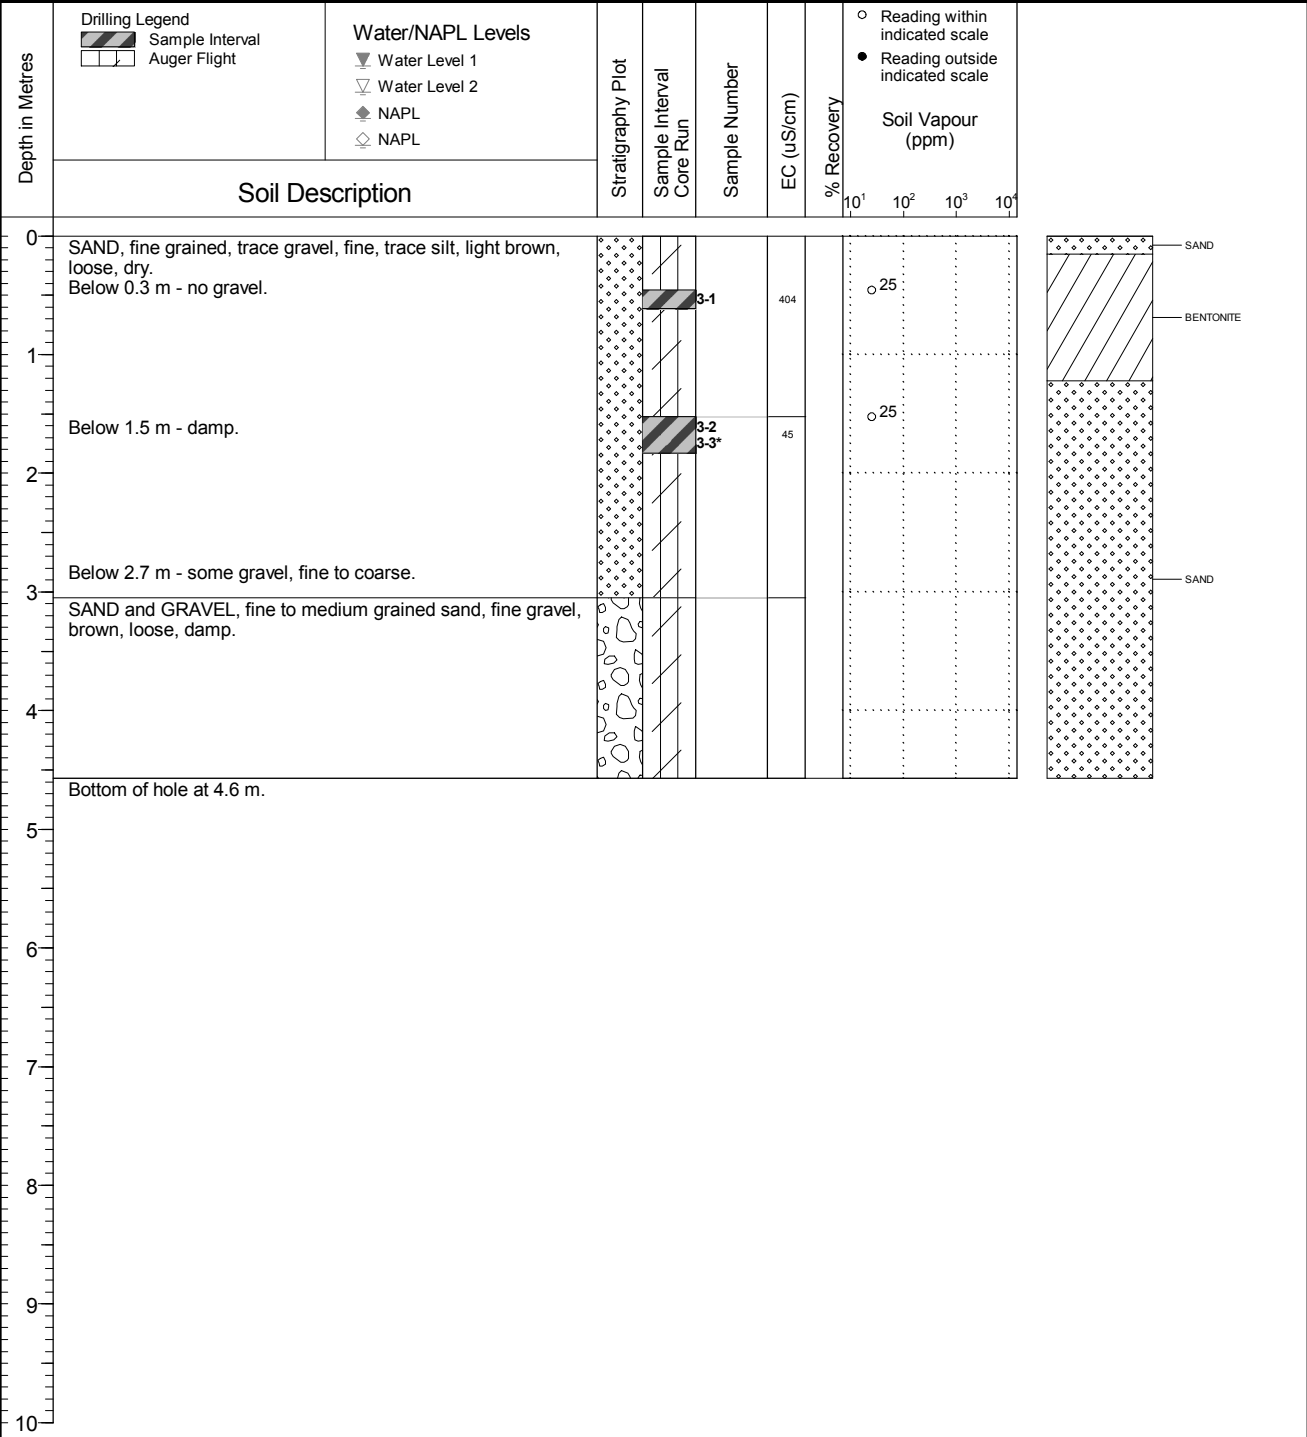 Depth in Metres
Drilling Legend
Sample Interval
Auger Flight
Water/NAPL Levels
Water Level 1
Water Level 2
NAPL
NAPL
Soil Description
Stratigraphy Plot
Sample Interval
Core Run
Sample Number
EC (uS/cm)
% Recovery
Reading within
indicated scale
Reading outside
indicated scale
Soil Vapour
(ppm)
10¹ 10² 10³ 10⁴
0
SAND, fine grained, trace gravel, fine, trace silt, light brown,
loose, dry.
Below 0.3 m - no gravel.
3-1
404
25
SAND
BENTONITE
1
Below 1.5 m - damp.
3-2
3-3*
45
25
2
Below 2.7 m - some gravel, fine to coarse.
SAND
3
SAND and GRAVEL, fine to medium grained sand, fine gravel,
brown, loose, damp.
4
Bottom of hole at 4.6 m.
5
6
7
8
9
10